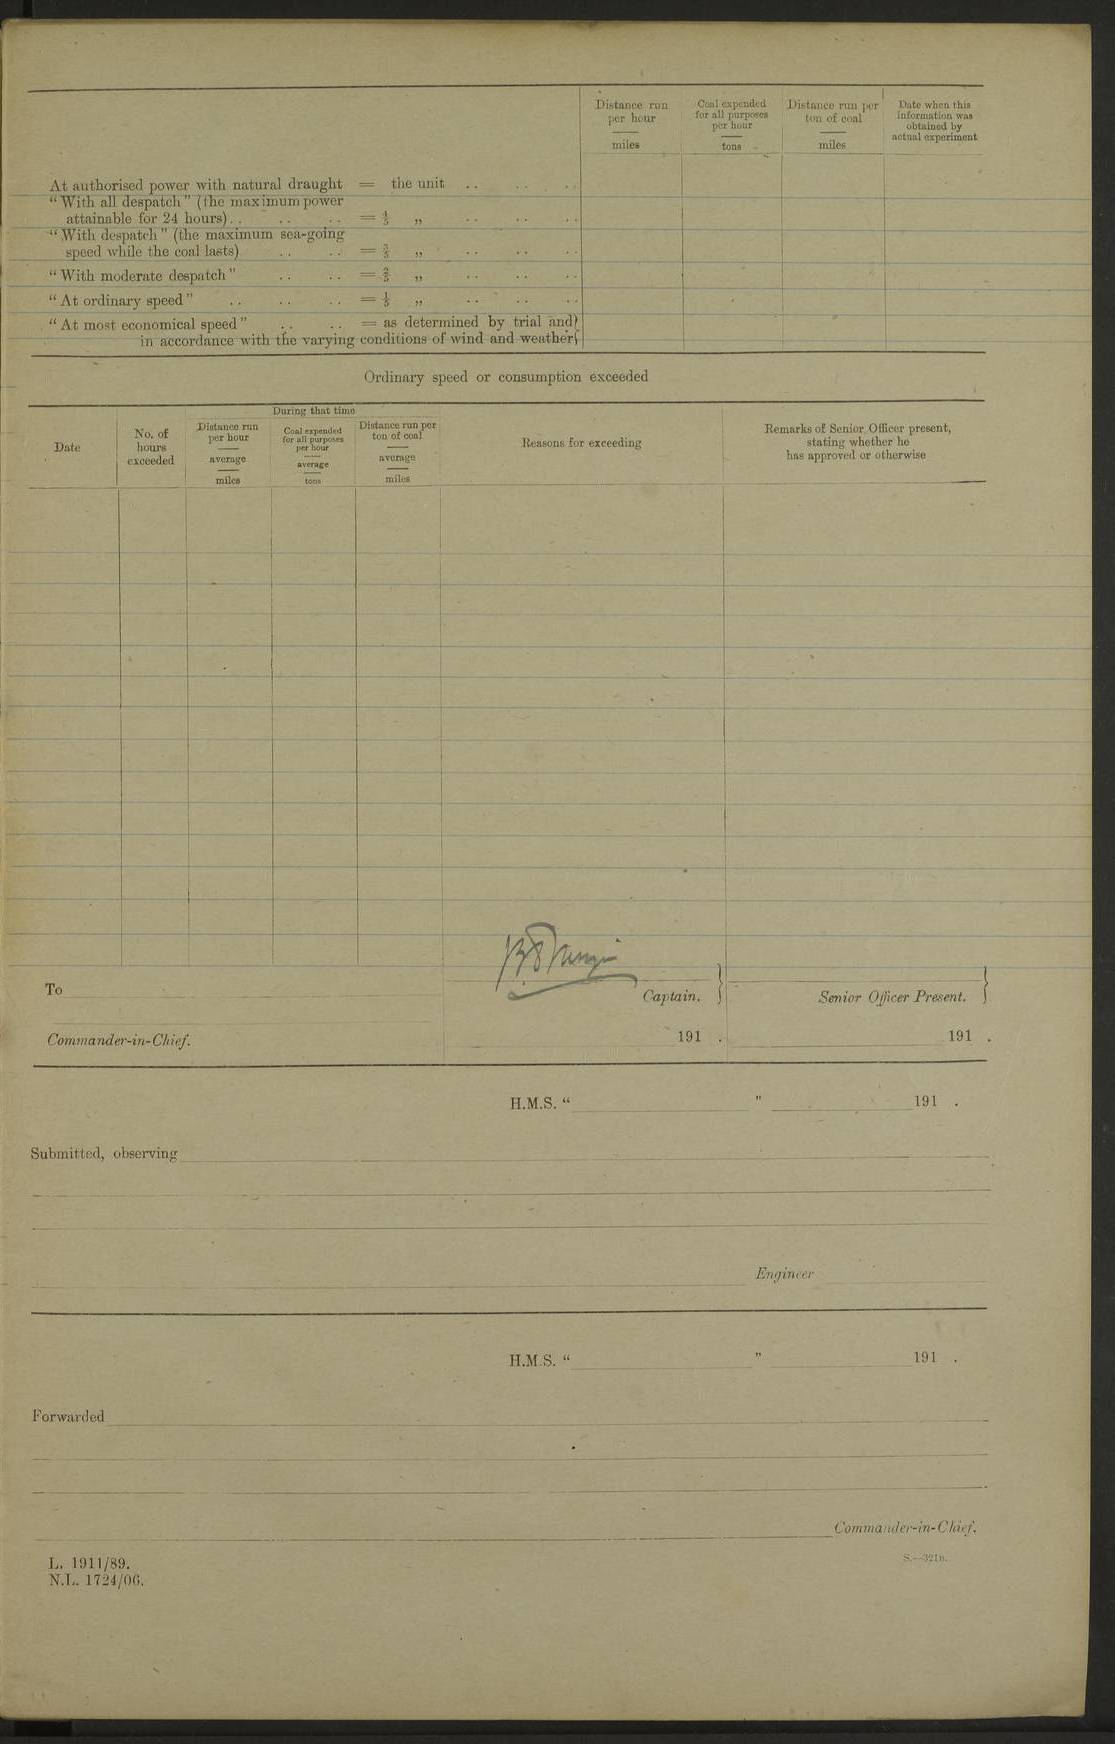 Distance run per hour miles
Coal expended for all purposes per hour tons
Distance run per ton of coal miles
Date when this information was obtained by actual experiment
At authorised power with natural draught = the unit .. .. ..
"With all despatch" (the maximum power
attainable for 24 hours).. .. .. = 4/5 „ .. .. ..
"With despatch" (the maximum sea-going
speed while the coal lasts) .. .. = 3/5 „ .. .. ..
"With moderate despatch" .. .. = 2/5 „ .. .. ..
"At ordinary speed" .. .. .. = 1/5 „ .. .. ..
"At most economical speed" .. .. = as determined by trial and}
in accordance with the varying conditions of wind and weather}
Ordinary speed or consumption exceeded
Date
No. of hours exceeded
During that time
Distance run per hour average miles
Coal expended for all purposes per hour average tons
Distance run per ton of coal average miles
Reasons for exceeding
Remarks of Senior Officer present,
stating whether he
has approved or otherwise
To
Captain. }
Senior Officer Present. }
Commander-in-Chief.
191 .
191 .
H.M.S. " " 191 .
Submitted, observing
Engineer
H.M.S. " " 191 .
Forwarded
Commander-in-Chief.
L. 1911/89.
N.L. 1724/06.
S.—321B.